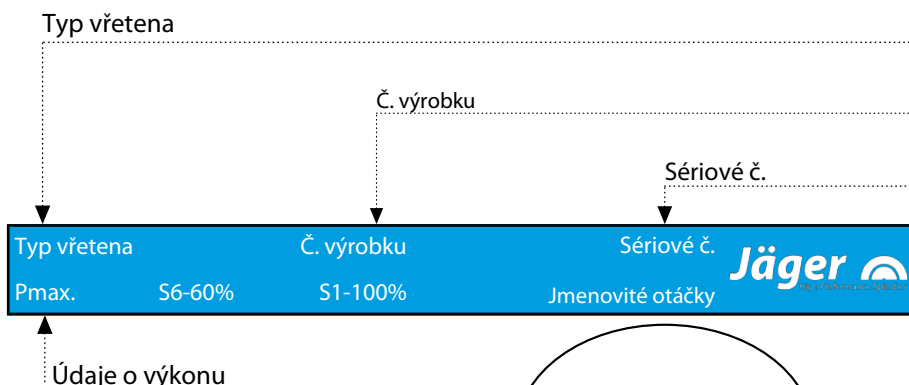 Typ vřetena
Č. výrobku
Sériové č.
Typ vřetena Č. výrobku Sériové č.
Jäger
Pmax. S6-60% S1-100% Jmenovité otáčky
Údaje o výkonu